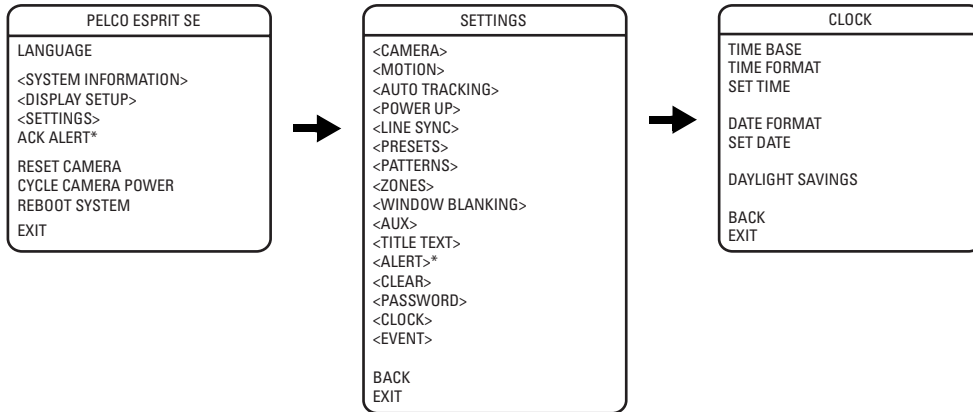 PELCO ESPRIT SE
LANGUAGE
<SYSTEM INFORMATION>
<DISPLAY SETUP>
<SETTINGS>
ACK ALERT*
RESET CAMERA
CYCLE CAMERA POWER
REBOOT SYSTEM
EXIT
SETTINGS
<CAMERA>
<MOTION>
<AUTO TRACKING>
<POWER UP>
<LINE SYNC>
<PRESETS>
<PATTERNS>
<ZONES>
<WINDOW BLANKING>
<AUX>
<TITLE TEXT>
<ALERT>*
<CLEAR>
<PASSWORD>
<CLOCK>
<EVENT>
BACK
EXIT
CLOCK
TIME BASE
TIME FORMAT
SET TIME
DATE FORMAT
SET DATE
DAYLIGHT SAVINGS
BACK
EXIT